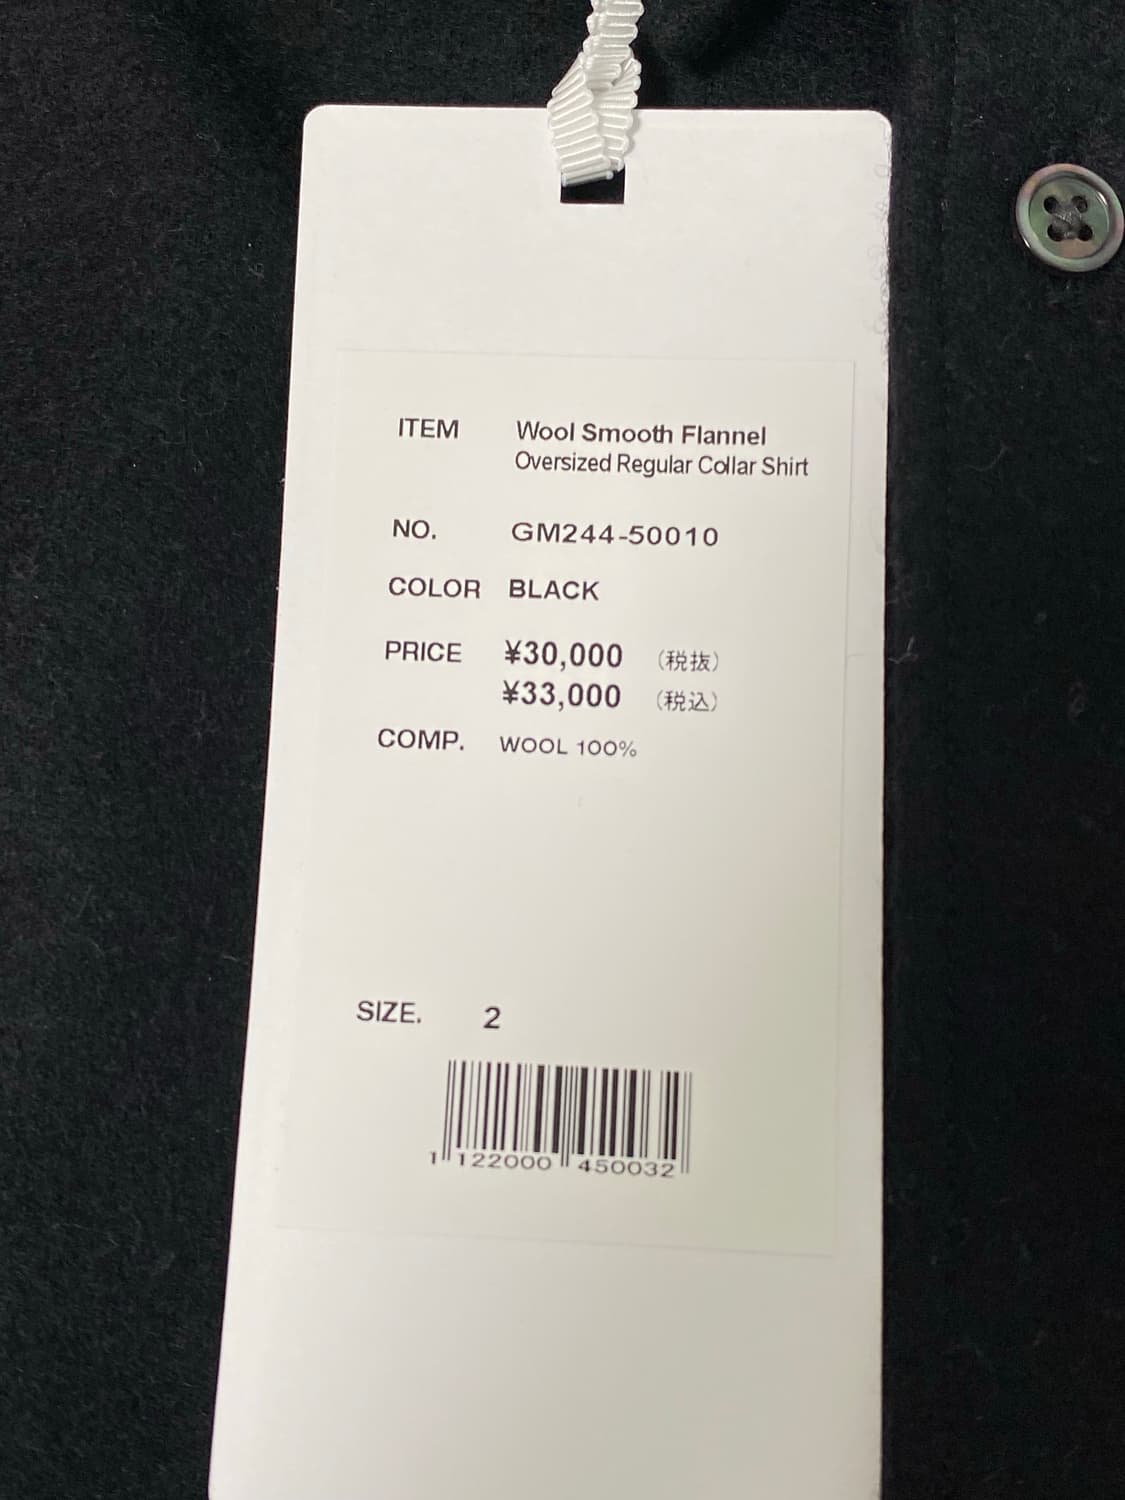 ITEM Wool Smooth Flannel
Oversized Regular Collar Shirt
NO. GM244-50010
COLOR BLACK
PRICE ¥30,000 (税抜)
¥33,000 (税込)
COMP. WOOL 100%
SIZE. 2
1 122000 450032